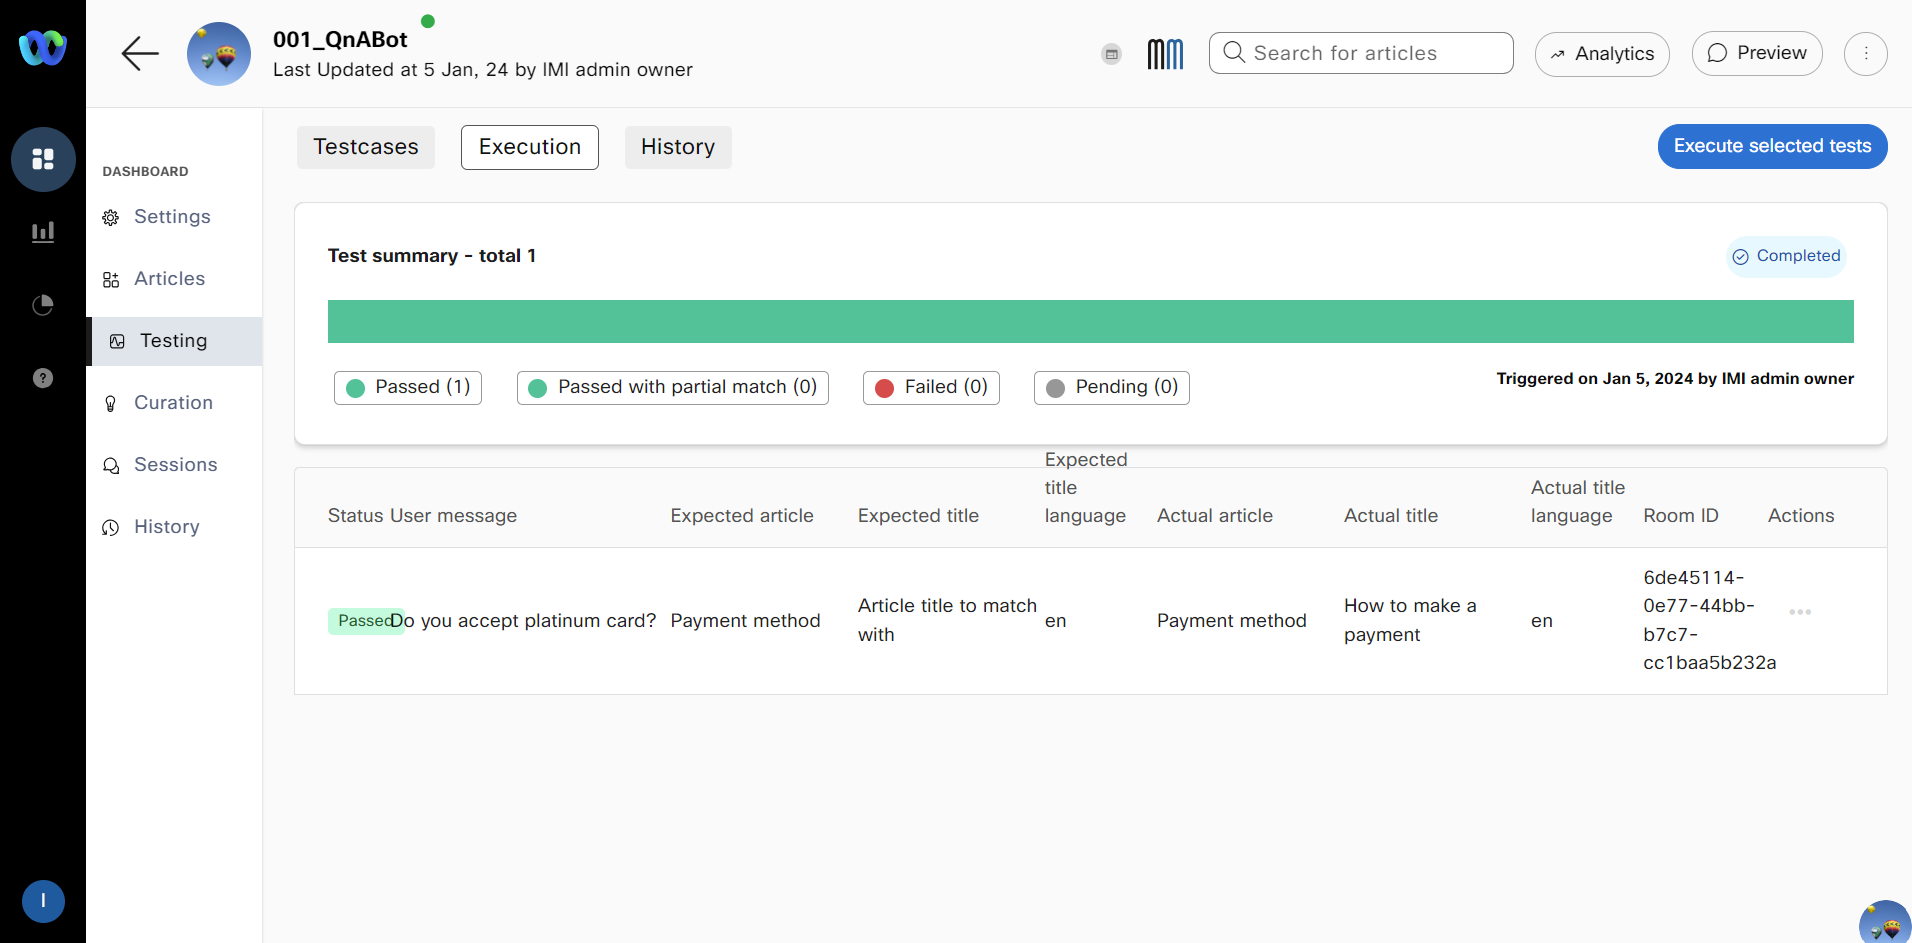 001_QnABot
Last Updated at 5 Jan, 24 by IMI admin owner
Search for articles
Analytics
Preview
DASHBOARD
Settings
Articles
Testing
Curation
Sessions
History
I
Testcases
Execution
History
Execute selected tests
Test summary - total 1
Completed
Passed (1)
Passed with partial match (0)
Failed (0)
Pending (0)
Triggered on Jan 5, 2024 by IMI admin owner
Status
User message
Expected article
Expected title
Expected
title
language
Actual article
Actual title
Actual title
language
Room ID
Actions
Passed
Do you accept platinum card?
Payment method
Article title to match
with
en
Payment method
How to make a
payment
en
6de45114-
0e77-44bb-
b7c7-
cc1baa5b232a